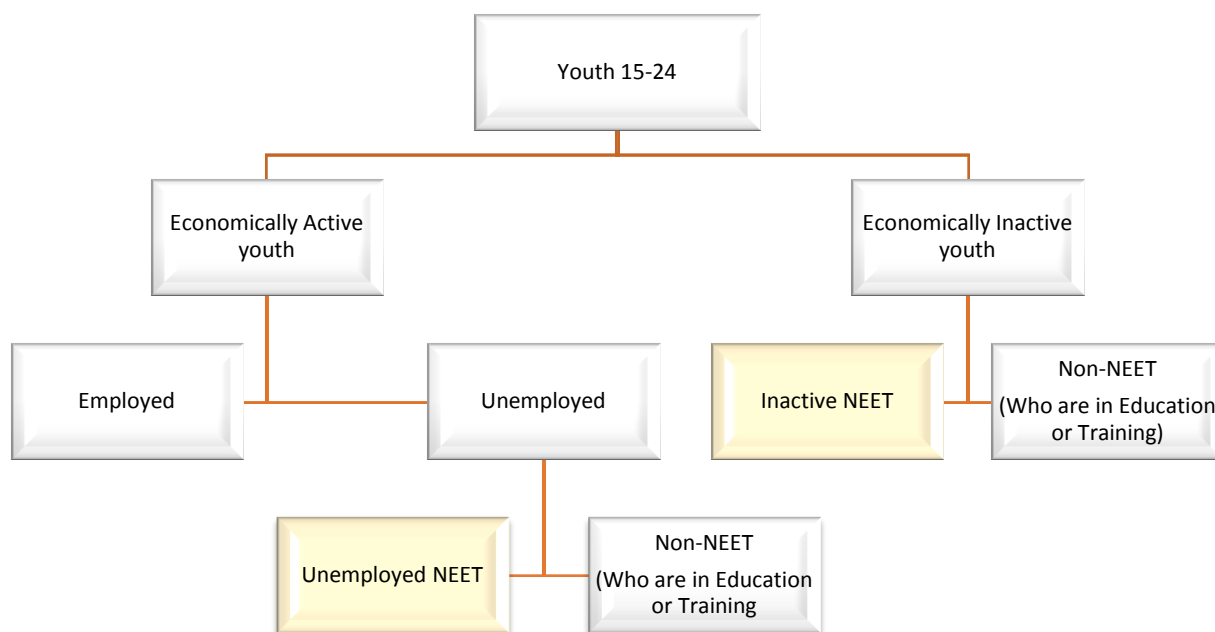 Youth 15-24
Economically Active
youth
Economically Inactive
youth
Employed
Unemployed
Inactive NEET
Non-NEET
(Who are in Education
or Training)
Unemployed NEET
Non-NEET
(Who are in Education
or Training